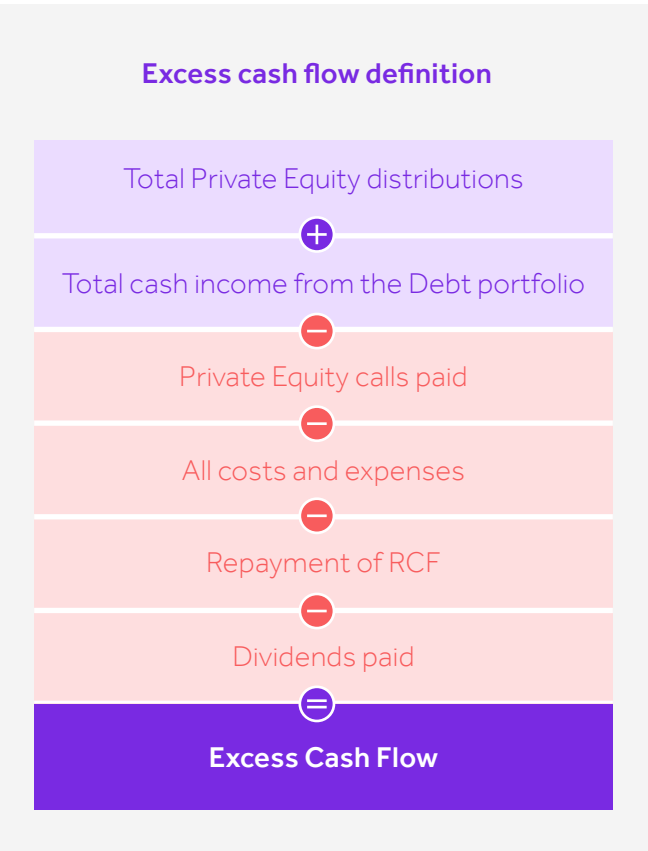 Excess cash flow definition
Total Private Equity distributions
+
Total cash income from the Debt portfolio
−
Private Equity calls paid
−
All costs and expenses
−
Repayment of RCF
−
Dividends paid
=
Excess Cash Flow